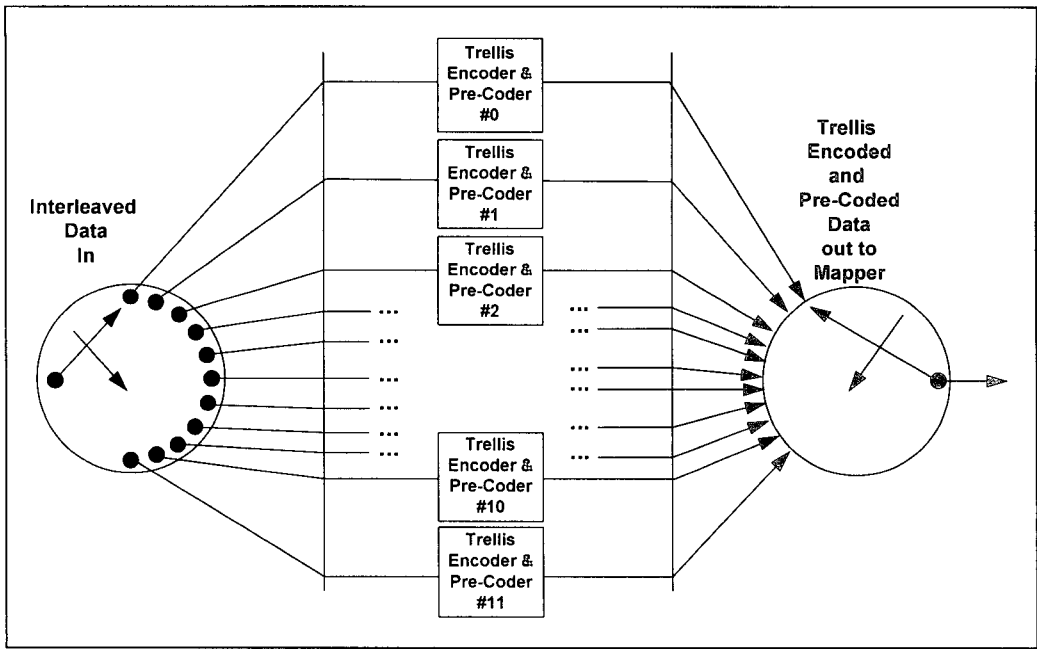 Interleaved
Data
In
Trellis
Encoder &
Pre-Coder
#0
Trellis
Encoder &
Pre-Coder
#1
Trellis
Encoder &
Pre-Coder
#2
...
...
...
...
...
...
...
...
...
...
...
...
Trellis
Encoder &
Pre-Coder
#10
Trellis
Encoder &
Pre-Coder
#11
Trellis
Encoded
and
Pre-Coded
Data
out to
Mapper